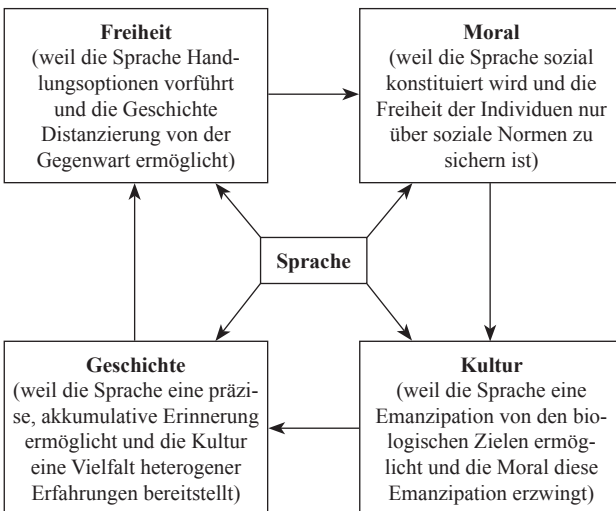 Freiheit
(weil die Sprache Hand-
lungsoptionen vorführt
und die Geschichte
Distanzierung von der
Gegenwart ermöglicht)
Moral
(weil die Sprache sozial
konstituiert wird und die
Freiheit der Individuen nur
über soziale Normen zu
sichern ist)
Sprache
Geschichte
(weil die Sprache eine präzi-
se, akkumulative Erinnerung
ermöglicht und die Kultur
eine Vielfalt heterogener
Erfahrungen bereitstellt)
Kultur
(weil die Sprache eine
Emanzipation von den bio-
logischen Zielen ermög-
licht und die Moral diese
Emanzipation erzwingt)